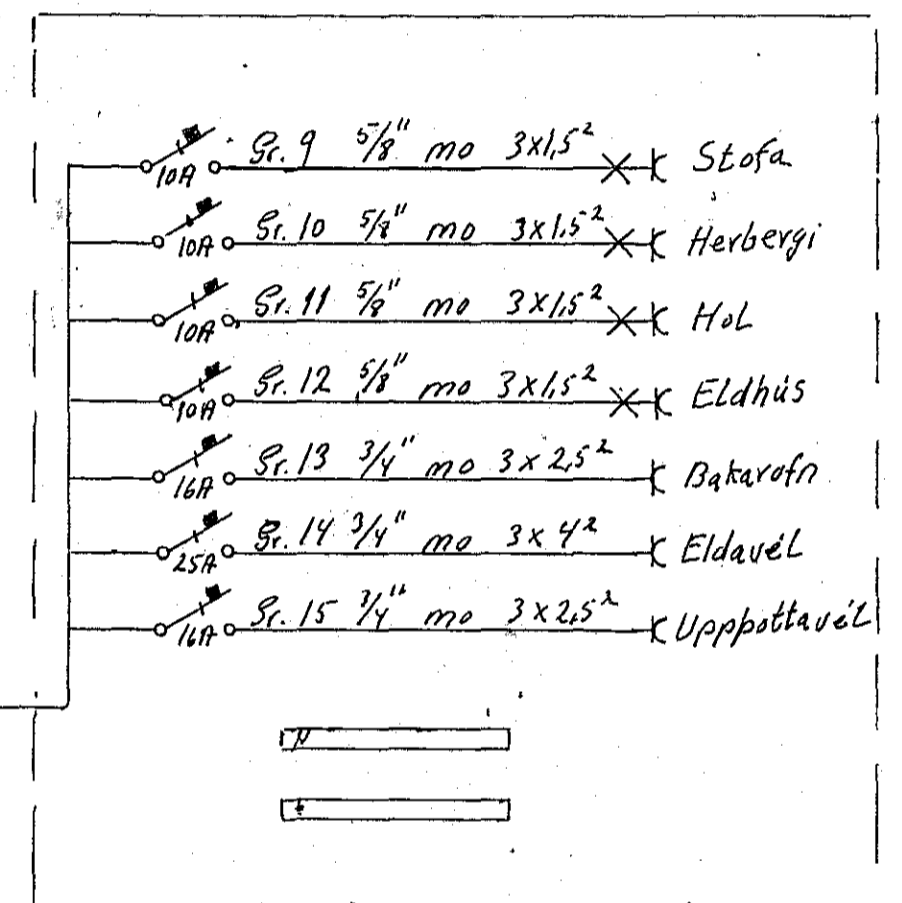 10A Gr. 9 5/8" mo 3x1,5² Stofa
10A Gr. 10 5/8" mo 3x1,5² Herbergi
10A Gr. 11 5/8" mo 3x1,5² Hol
10A Gr. 12 5/8" mo 3x1,5² Eldhús
16A Gr. 13 3/4" mo 3x2,5² Bakarofn
25A Gr. 14 3/4" mo 3x4² Eldavél
16A Gr. 15 3/4" mo 3x2,5² Uppþottavél
N